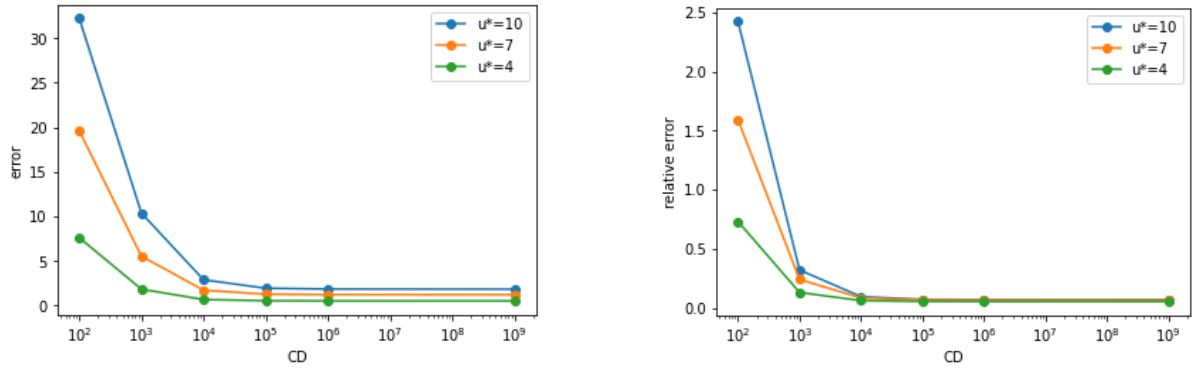 error
30
25
20
15
10
5
0
10²
10³
10⁴
10⁵
10⁶
10⁷
10⁸
10⁹
CD
u*=10
u*=7
u*=4
relative error
2.5
2.0
1.5
1.0
0.5
0.0
10²
10³
10⁴
10⁵
10⁶
10⁷
10⁸
10⁹
CD
u*=10
u*=7
u*=4